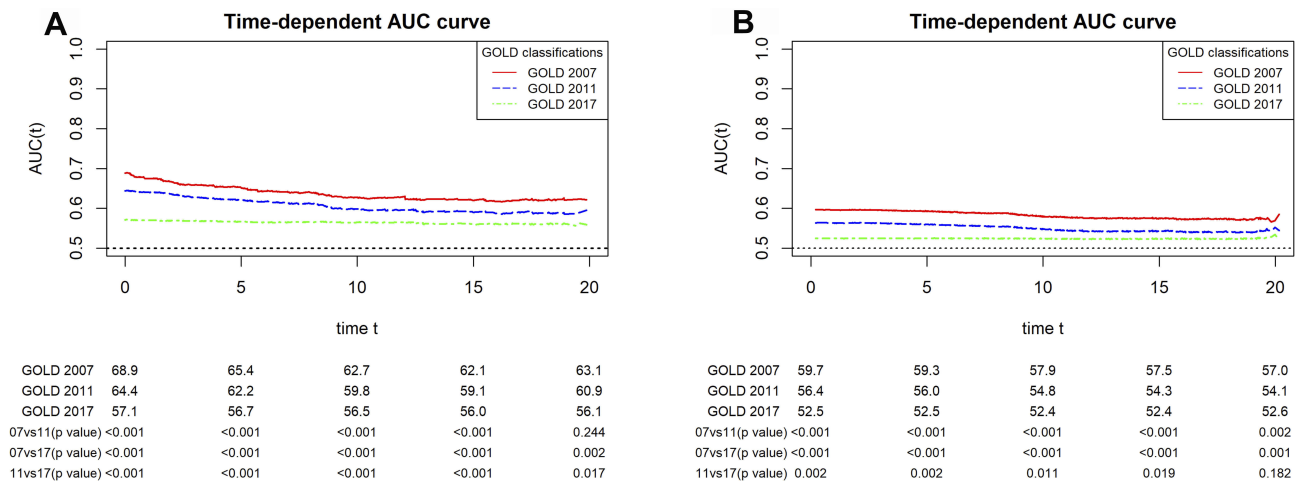 A
Time-dependent AUC curve
GOLD classifications
GOLD 2007
GOLD 2011
GOLD 2017
AUC(t)
1.0
0.9
0.8
0.7
0.6
0.5
0 5 10 15 20
time t
GOLD 2007 68.9 65.4 62.7 62.1 63.1
GOLD 2011 64.4 62.2 59.8 59.1 60.9
GOLD 2017 57.1 56.7 56.5 56.0 56.1
07vs11(p value) <0.001 <0.001 <0.001 <0.001 0.244
07vs17(p value) <0.001 <0.001 <0.001 <0.001 0.002
11vs17(p value) <0.001 <0.001 <0.001 <0.001 0.017
B
Time-dependent AUC curve
GOLD classifications
GOLD 2007
GOLD 2011
GOLD 2017
AUC(t)
1.0
0.9
0.8
0.7
0.6
0.5
0 5 10 15 20
time t
GOLD 2007 59.7 59.3 57.9 57.5 57.0
GOLD 2011 56.4 56.0 54.8 54.3 54.1
GOLD 2017 52.5 52.5 52.4 52.4 52.6
07vs11(p value) <0.001 <0.001 <0.001 <0.001 0.002
07vs17(p value) <0.001 <0.001 <0.001 <0.001 0.001
11vs17(p value) 0.002 0.002 0.011 0.019 0.182